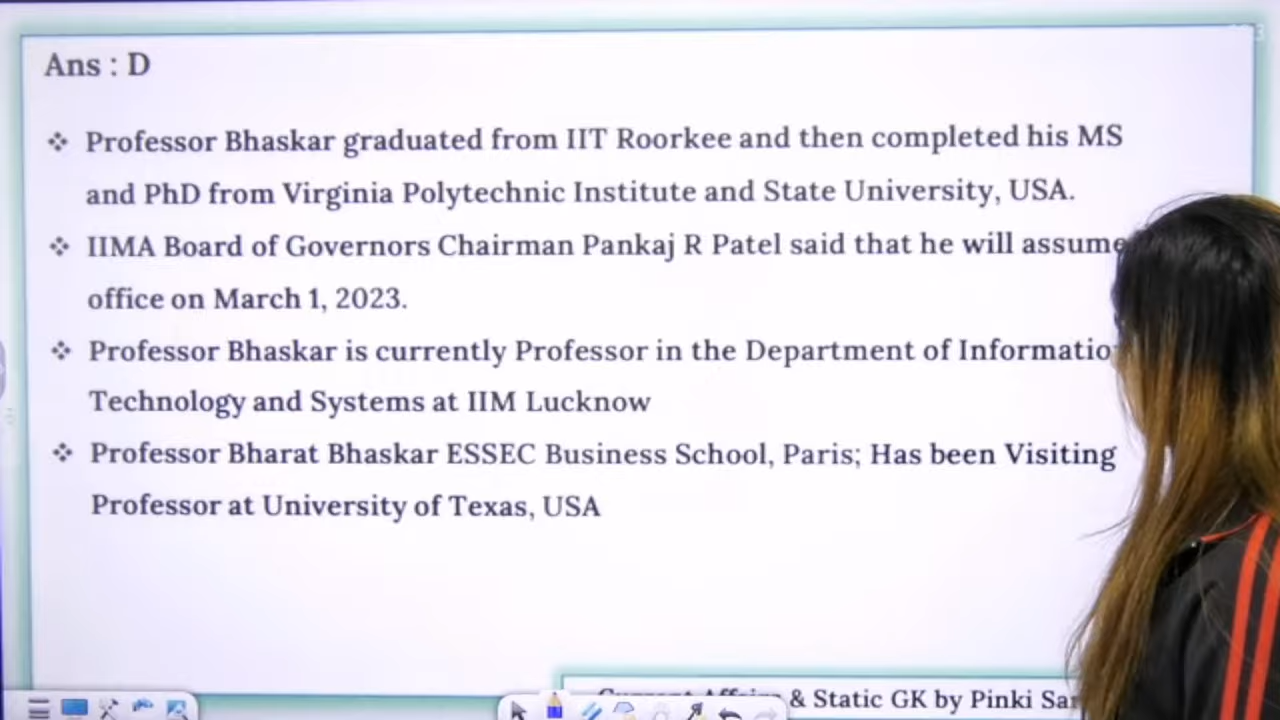 Ans : D
❖ Professor Bhaskar graduated from IIT Roorkee and then completed his MS
and PhD from Virginia Polytechnic Institute and State University, USA.
❖ IIMA Board of Governors Chairman Pankaj R Patel said that he will assume
office on March 1, 2023.
❖ Professor Bhaskar is currently Professor in the Department of Informatio
Technology and Systems at IIM Lucknow
❖ Professor Bharat Bhaskar ESSEC Business School, Paris; Has been Visiting
Professor at University of Texas, USA
Current Affairs & Static GK by Pinki